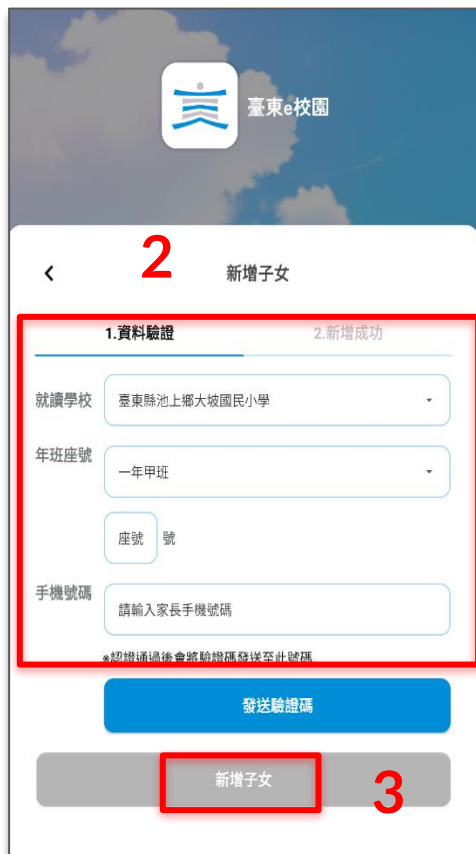 臺東e校園
2
新增子女
1.資料驗證 2.新增成功
就讀學校 臺東縣池上鄉大坡國民小學
年班座號
一年甲班
座號 號
手機號碼
請輸入家長手機號碼
*認證通過後會將驗證碼發送至此號碼
發送驗證碼
新增子女
3